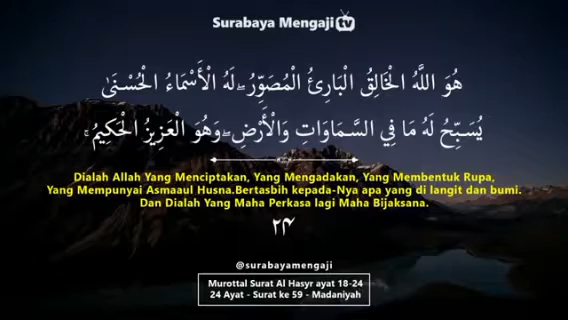 Surabaya Mengaji tv
هُوَ اللَّهُ الْخَالِقُ الْبَارِئُ الْمُصَوِّرُ ۖ لَهُ الْأَسْمَاءُ الْحُسْنَىٰ
يُسَبِّحُ لَهُ مَا فِي السَّمَاوَاتِ وَالْأَرْضِ ۖ وَهُوَ الْعَزِيزُ الْحَكِيمُ
Dialah Allah Yang Menciptakan, Yang Mengadakan, Yang Membentuk Rupa,
Yang Mempunyai Asmaaul Husna.Bertasbih kepada-Nya apa yang di langit dan bumi.
Dan Dialah Yang Maha Perkasa lagi Maha Bijaksana.
٢٤
@surabayamengaji
Murottal Surat Al Hasyr ayat 18-24
24 Ayat - Surat ke 59 - Madaniyah